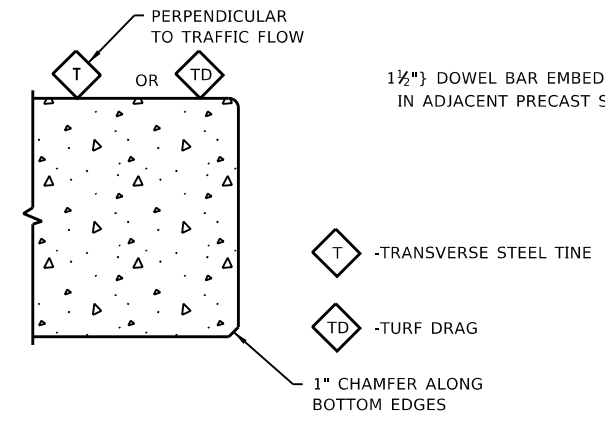 PERPENDICULAR
TO TRAFFIC FLOW
T
OR
TD
1½"} DOWEL BAR EMBED
IN ADJACENT PRECAST S
T -TRANSVERSE STEEL TINE
TD -TURF DRAG
1" CHAMFER ALONG
BOTTOM EDGES